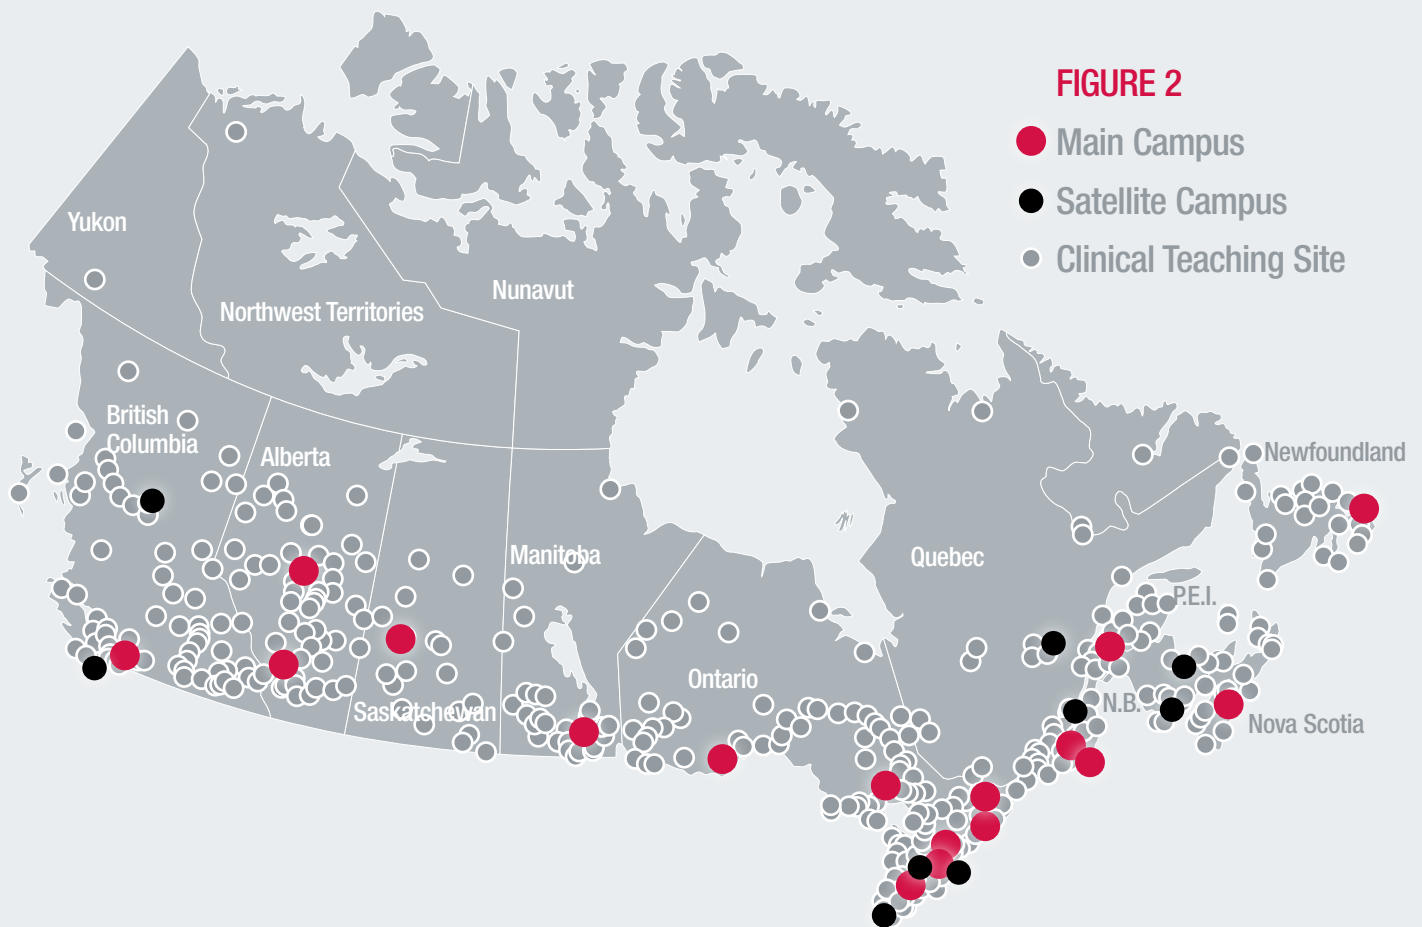 FIGURE 2
Main Campus
Satellite Campus
Clinical Teaching Site
Yukon
Northwest Territories
Nunavut
British
Columbia
Alberta
Saskatchewan
Manitoba
Ontario
Quebec
Newfoundland
P.E.I.
N.B.
Nova Scotia